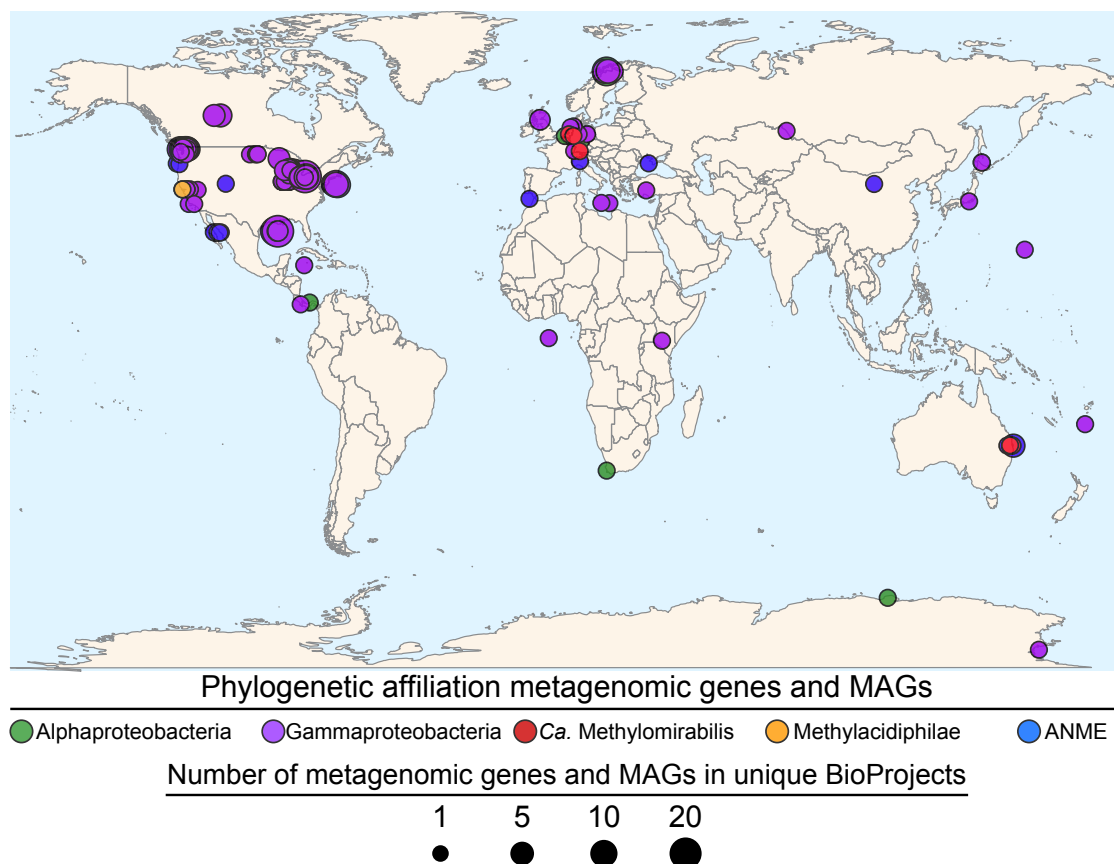 Phylogenetic affiliation metagenomic genes and MAGs
Alphaproteobacteria Gammaproteobacteria Ca. Methylomirabilis Methylacidiphilae ANME
Number of metagenomic genes and MAGs in unique BioProjects
1 5 10 20